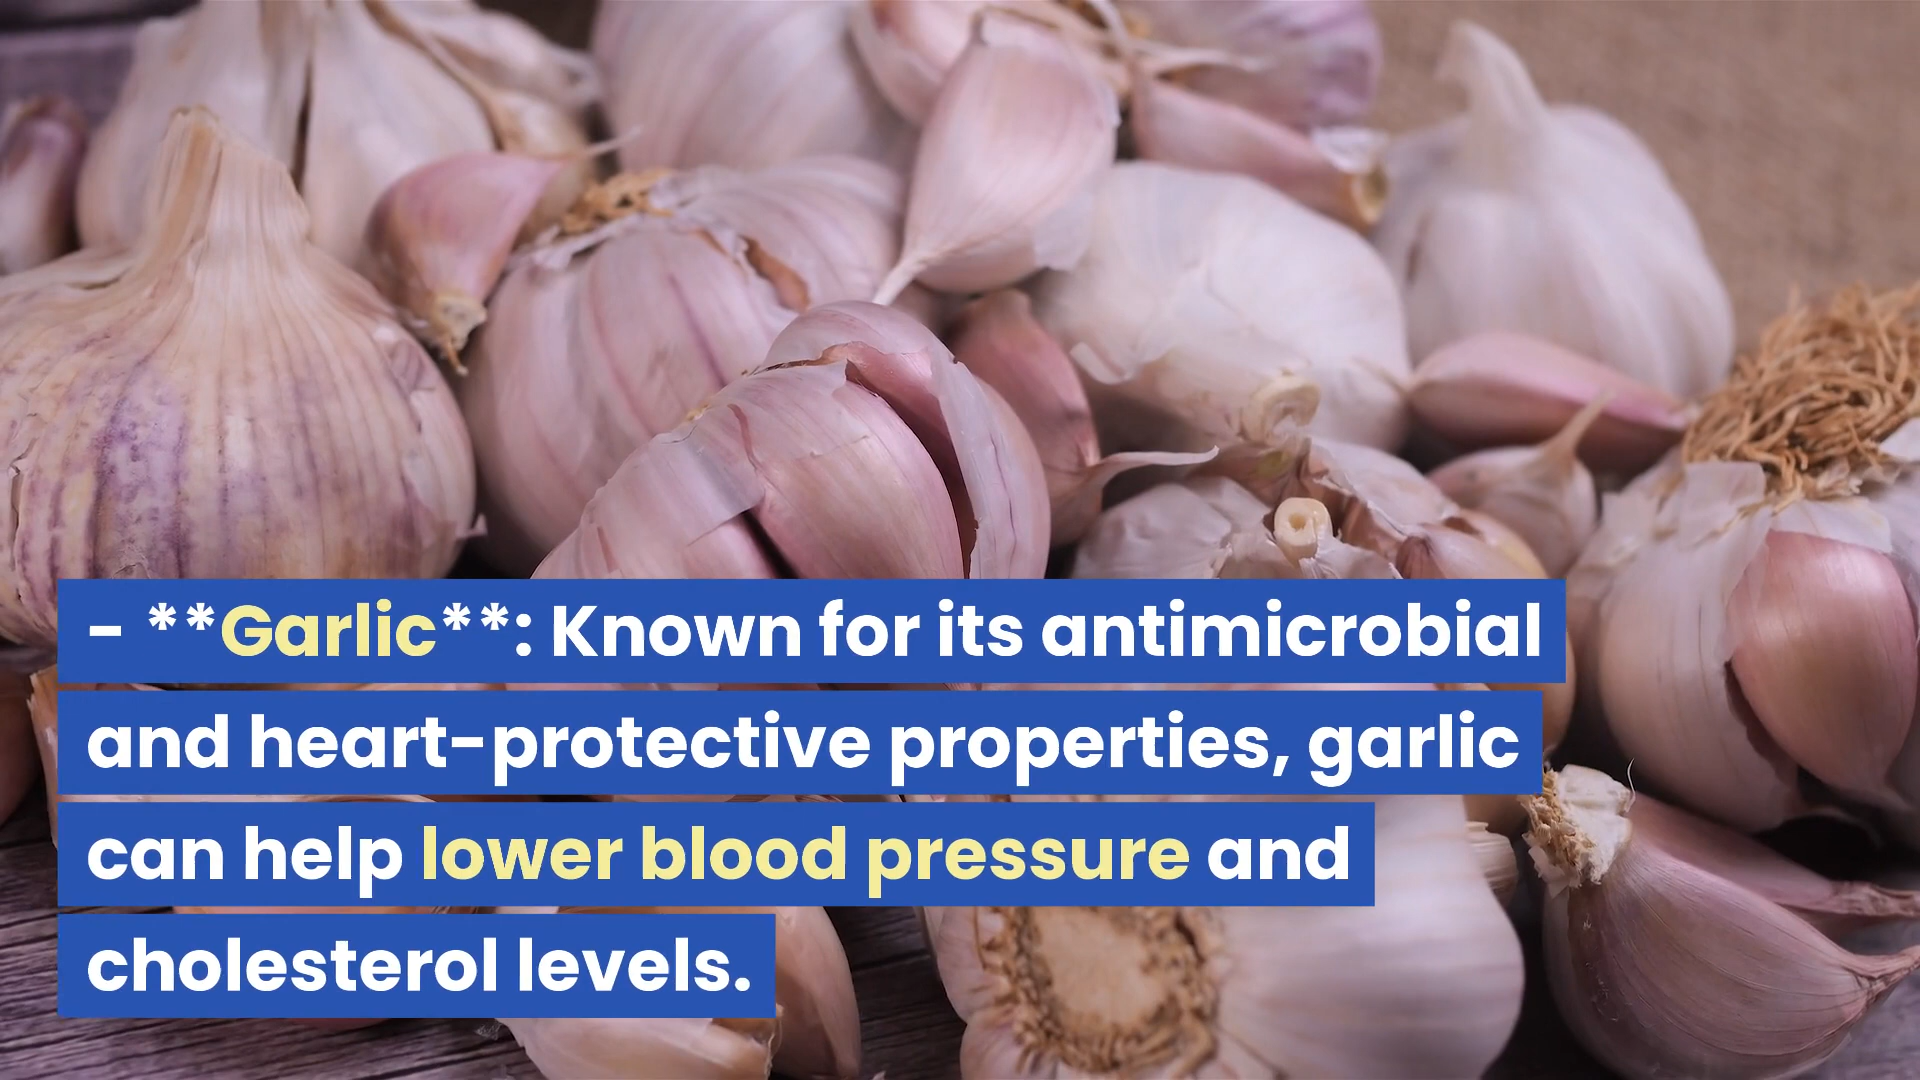 - **Garlic**: Known for its antimicrobial
and heart-protective properties, garlic
can help lower blood pressure and
cholesterol levels.